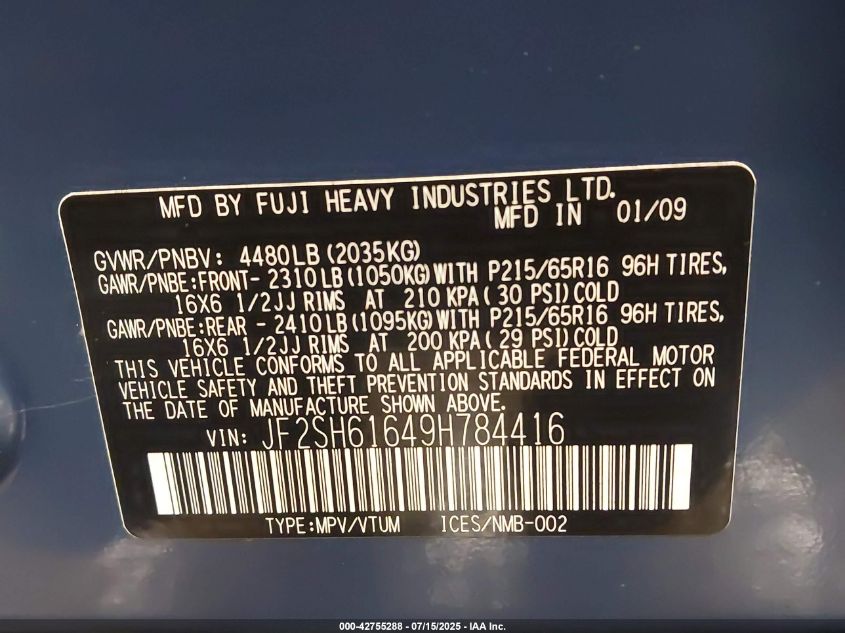 MFD BY FUJI HEAVY INDUSTRIES LTD.
MFD IN 01/09
GVWR/PNBV: 4480LB (2035KG)
GAWR/PNBE:FRONT- 2310LB (1050KG) WITH P215/65R16 96H TIRES,
16X6 1/2JJ RIMS AT 210 KPA( 30 PSI)COLD
GAWR/PNBE:REAR - 2410LB (1095KG) WITH P215/65R16 96H TIRES,
16X6 1/2JJ RIMS AT 200 KPA( 29 PSI)COLD
THIS VEHICLE CONFORMS TO ALL APPLICABLE FEDERAL MOTOR
VEHICLE SAFETY AND THEFT PREVENTION STANDARDS IN EFFECT ON
THE DATE OF MANUFACTURE SHOWN ABOVE.
VIN: JF2SH61649H784416
TYPE:MPV/VTUM ICES/NMB-002
000-42755288 - 07/15/2025 - IAA Inc.